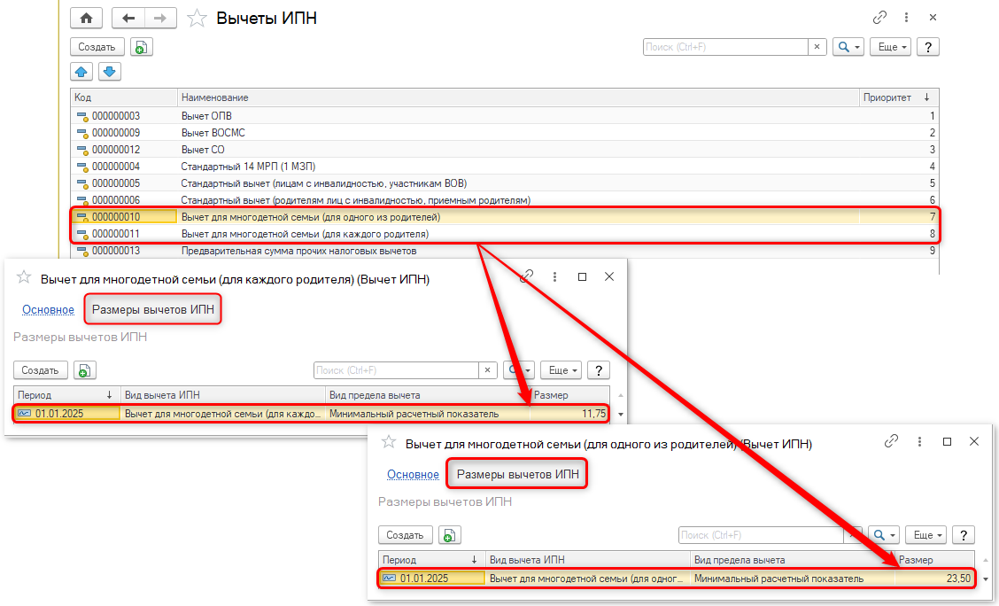 Вычеты ИПН
Создать
Поиск (Ctrl+F)
×
Еще
?
Код Наименование Приоритет ↓
000000003 Вычет ОПВ 1
000000009 Вычет ВОСМС 2
000000012 Вычет СО 3
000000004 Стандартный 14 МРП (1 МЗП) 4
000000005 Стандартный вычет (лицам с инвалидностью, участникам ВОВ) 5
000000006 Стандартный вычет (родителям лиц с инвалидностью, приемным родителям) 6
000000010 Вычет для многодетной семьи (для одного из родителей) 7
000000011 Вычет для многодетной семьи (для каждого родителя) 8
000000013 Предварительная сумма прочих налоговых вычетов 9
Вычет для многодетной семьи (для каждого родителя) (Вычет ИПН)
Основное Размеры вычетов ИПН
Размеры вычетов ИПН
Создать Поиск (Ctrl+F) × Еще ?
Период ↓ Вид вычета ИПН Вид предела вычета Размер
01.01.2025 Вычет для многодетной семьи (для каждо... Минимальный расчетный показатель 11,75
Вычет для многодетной семьи (для одного из родителей) (Вычет ИПН)
Основное Размеры вычетов ИПН
Размеры вычетов ИПН
Создать Поиск (Ctrl+F) Еще ?
Период ↓ Вид вычета ИПН Вид предела вычета Размер
01.01.2025 Вычет для многодетной семьи (для одног... Минимальный расчетный показатель 23,50